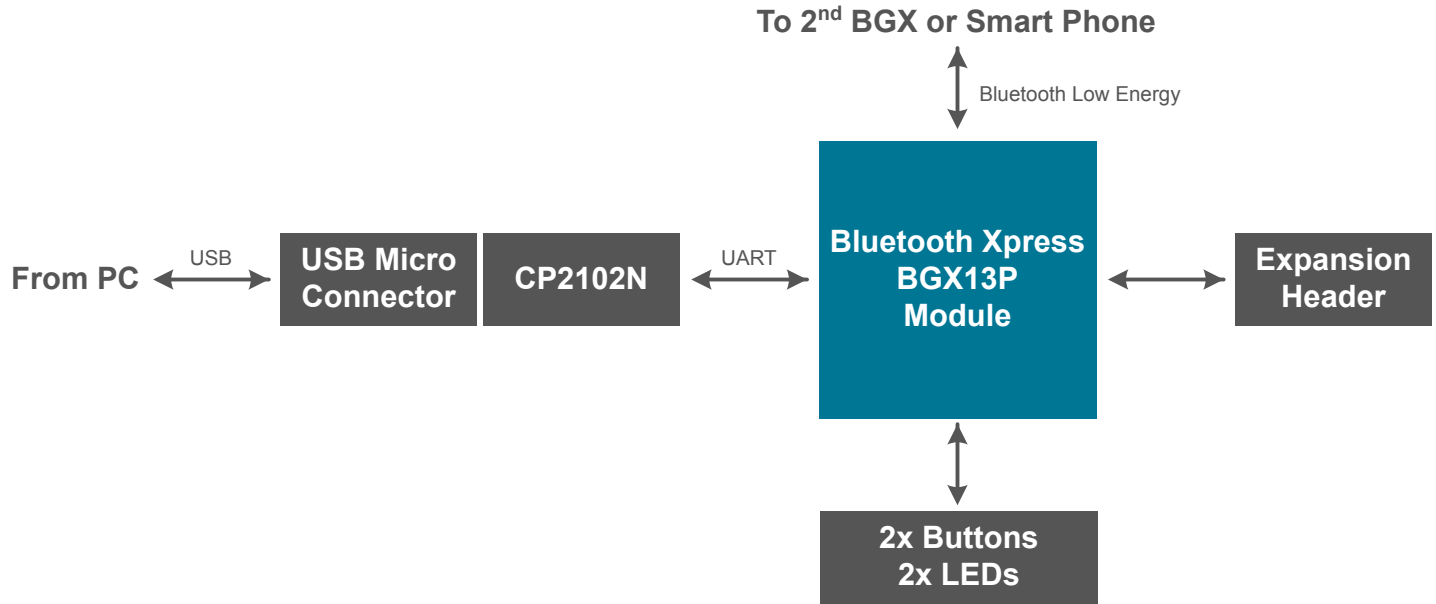 To 2nd BGX or Smart Phone
Bluetooth Low Energy
From PC
USB
USB Micro
Connector
CP2102N
UART
Bluetooth Xpress
BGX13P
Module
Expansion
Header
2x Buttons
2x LEDs